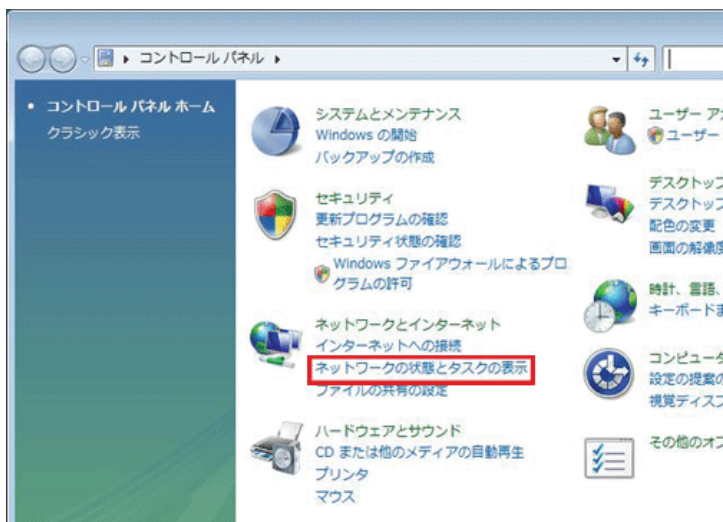 コントロール パネル
コントロール パネル ホーム
クラシック表示
システムとメンテナンス
Windows の開始
バックアップの作成
セキュリティ
更新プログラムの確認
セキュリティ状態の確認
Windows ファイアウォールによるプロ
グラムの許可
ネットワークとインターネット
インターネットへの接続
ネットワークの状態とタスクの表示
ファイルの共有の設定
ハードウェアとサウンド
CD または他のメディアの自動再生
プリンタ
マウス
ユーザー ア
ユーザー
デスクトップ
デスクトップ
配色の変更
画面の解像
時計、言語、
キーボード
コンピュータ
設定の提案の
視覚ディス
その他のオ